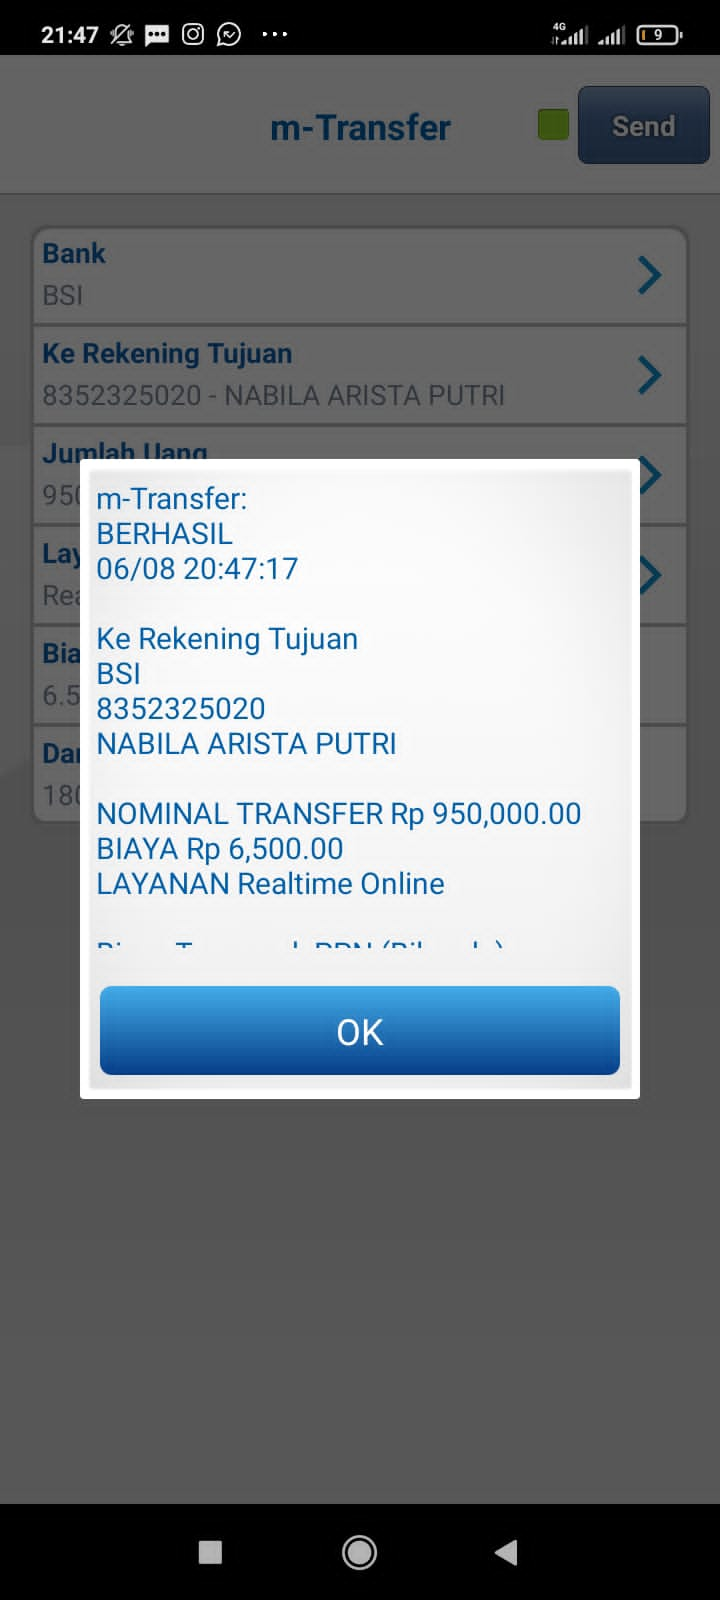 21:47
4G
9
m-Transfer
Send
Bank
BSI
Ke Rekening Tujuan
8352325020 - NABILA ARISTA PUTRI
Jumlah Uang
950
Lay
Rea
Bia
6.5
Dar
180
m-Transfer:
BERHASIL
06/08 20:47:17
Ke Rekening Tujuan
BSI
8352325020
NABILA ARISTA PUTRI
NOMINAL TRANSFER Rp 950,000.00
BIAYA Rp 6,500.00
LAYANAN Realtime Online
OK